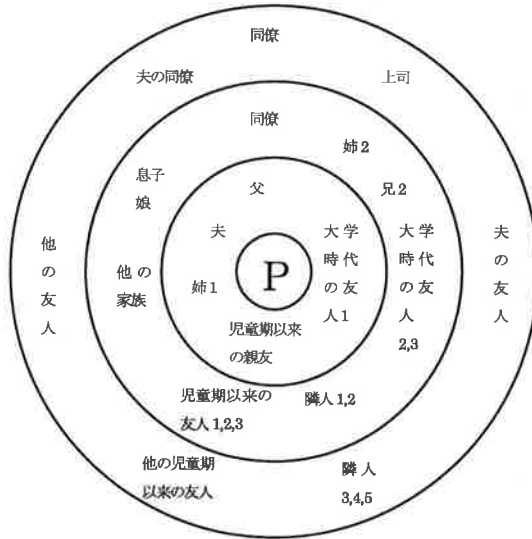 同僚
夫の同僚
上司
同僚
姉2
息子
娘
父
兄2
夫
大学
時代
の友
人1
大学
時代
の友
人
2,3
他の友人
夫の友人
他の
家族
姉1
P
児童期以来
の親友
児童期以来の
友人1,2,3
隣人1,2
他の児童期
以来の友人
隣人
3,4,5